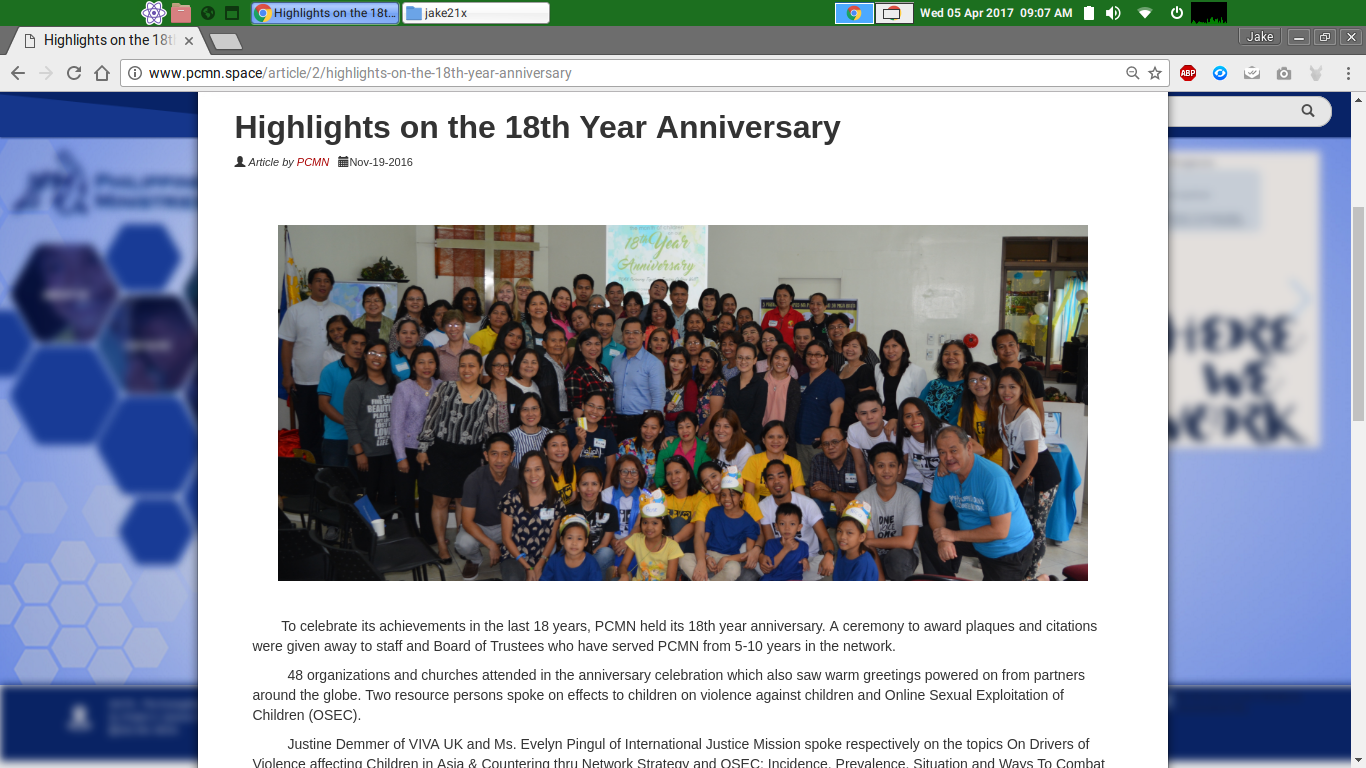 Highlights on the 18t...
jake21x
Wed 05 Apr 2017 09:07 AM
Highlights on the 18th
Jake
www.pcmn.space/article/2/highlights-on-the-18th-year-anniversary
ABP
Highlights on the 18th Year Anniversary
Article by PCMN Nov-19-2016
18th Year
Anniversary
HERE
WE
WORK
To celebrate its achievements in the last 18 years, PCMN held its 18th year anniversary. A ceremony to award plaques and citations
were given away to staff and Board of Trustees who have served PCMN from 5-10 years in the network.
48 organizations and churches attended in the anniversary celebration which also saw warm greetings powered on from partners
around the globe. Two resource persons spoke on effects to children on violence against children and Online Sexual Exploitation of
Children (OSEC).
Justine Demmer of VIVA UK and Ms. Evelyn Pingul of International Justice Mission spoke respectively on the topics On Drivers of
Violence affecting Children in Asia & Countering thru Network Strategy and OSEC: Incidence, Prevalence, Situation and Ways To Combat